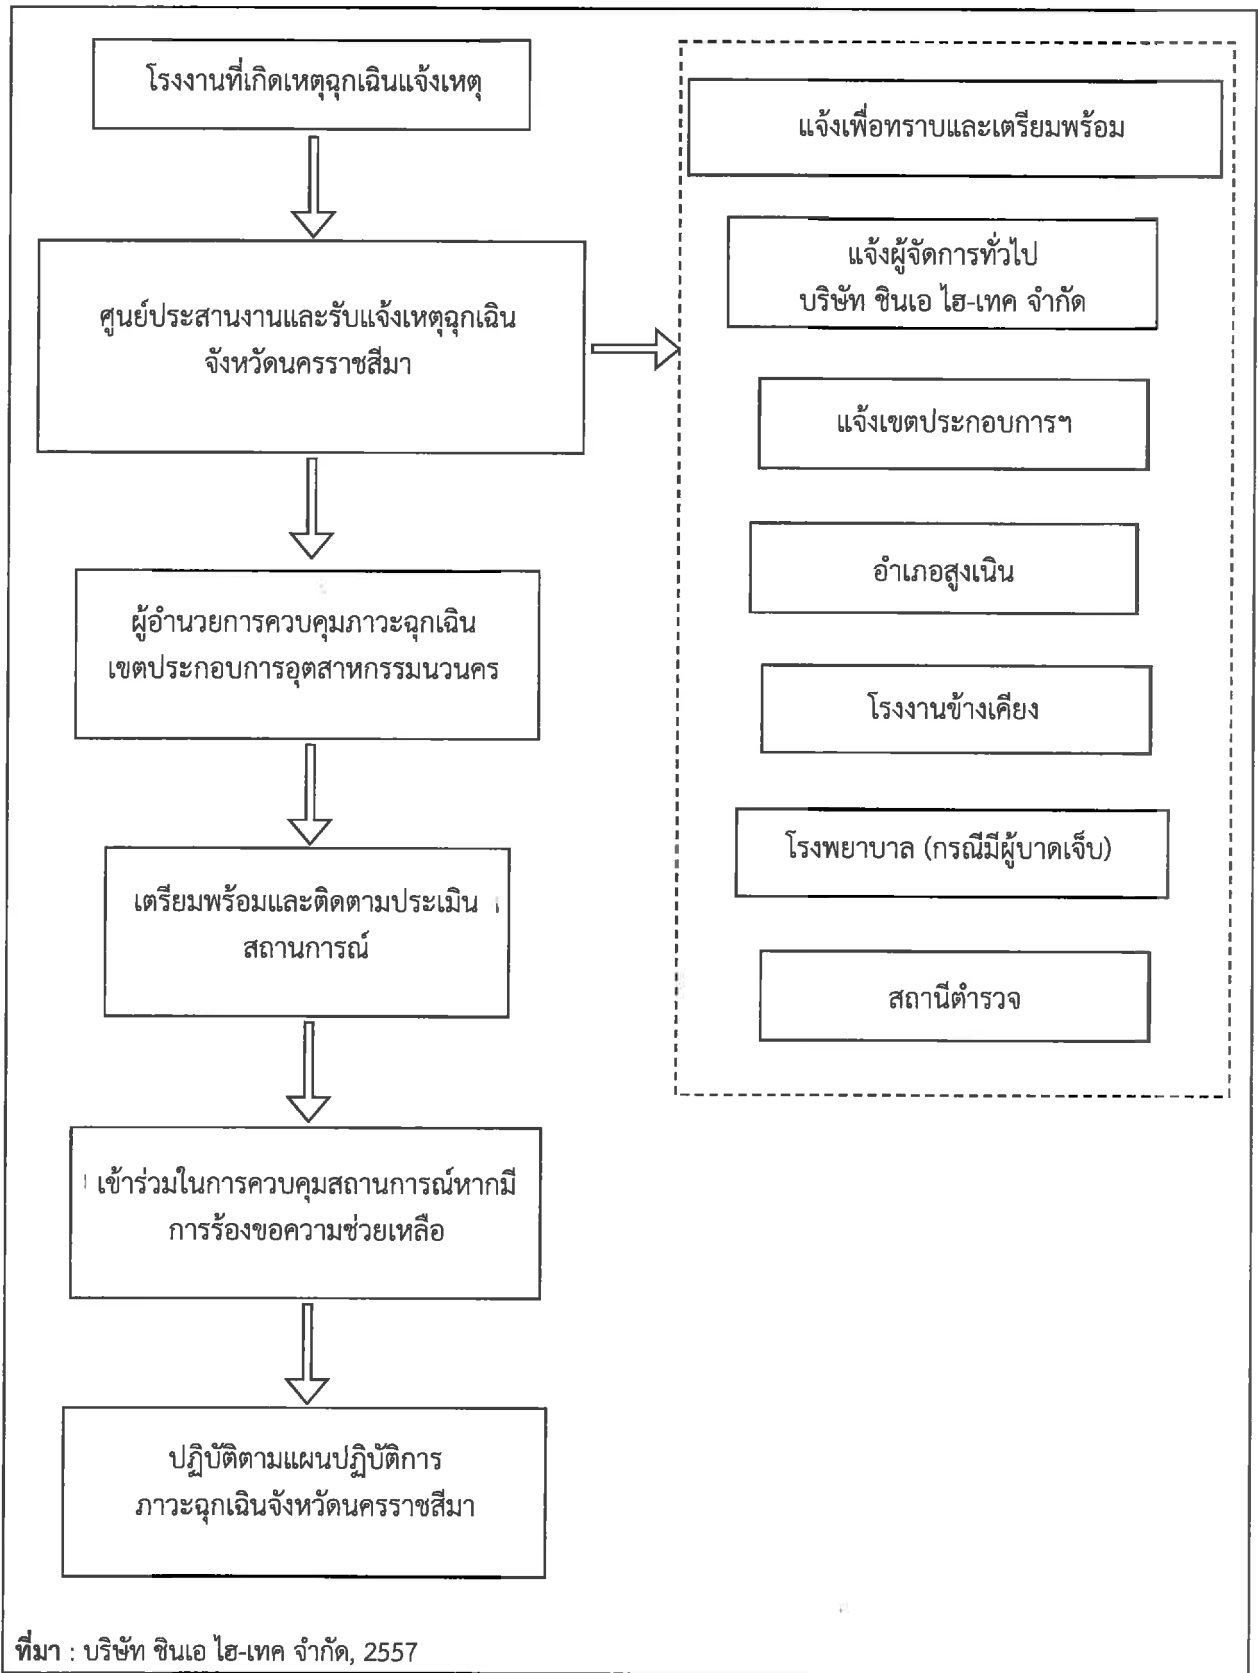 โรงงานที่เกิดเหตุฉุกเฉินแจ้งเหตุ
ศูนย์ประสานงานและรับแจ้งเหตุฉุกเฉิน
จังหวัดนครราชสีมา
ผู้อำนวยการควบคุมภาวะฉุกเฉิน
เขตประกอบการอุตสาหกรรมนวนคร
เตรียมพร้อมและติดตามประเมิน
สถานการณ์
เข้าร่วมในการควบคุมสถานการณ์หากมี
การร้องขอความช่วยเหลือ
ปฏิบัติตามแผนปฏิบัติการ
ภาวะฉุกเฉินจังหวัดนครราชสีมา
แจ้งเพื่อทราบและเตรียมพร้อม
แจ้งผู้จัดการทั่วไป
บริษัท ชินเอ ไฮ-เทค จำกัด
แจ้งเขตประกอบการฯ
อำเภอสูงเนิน
โรงงานข้างเคียง
โรงพยาบาล (กรณีมีผู้บาดเจ็บ)
สถานีตำรวจ
ที่มา : บริษัท ชินเอ ไฮ-เทค จำกัด, 2557